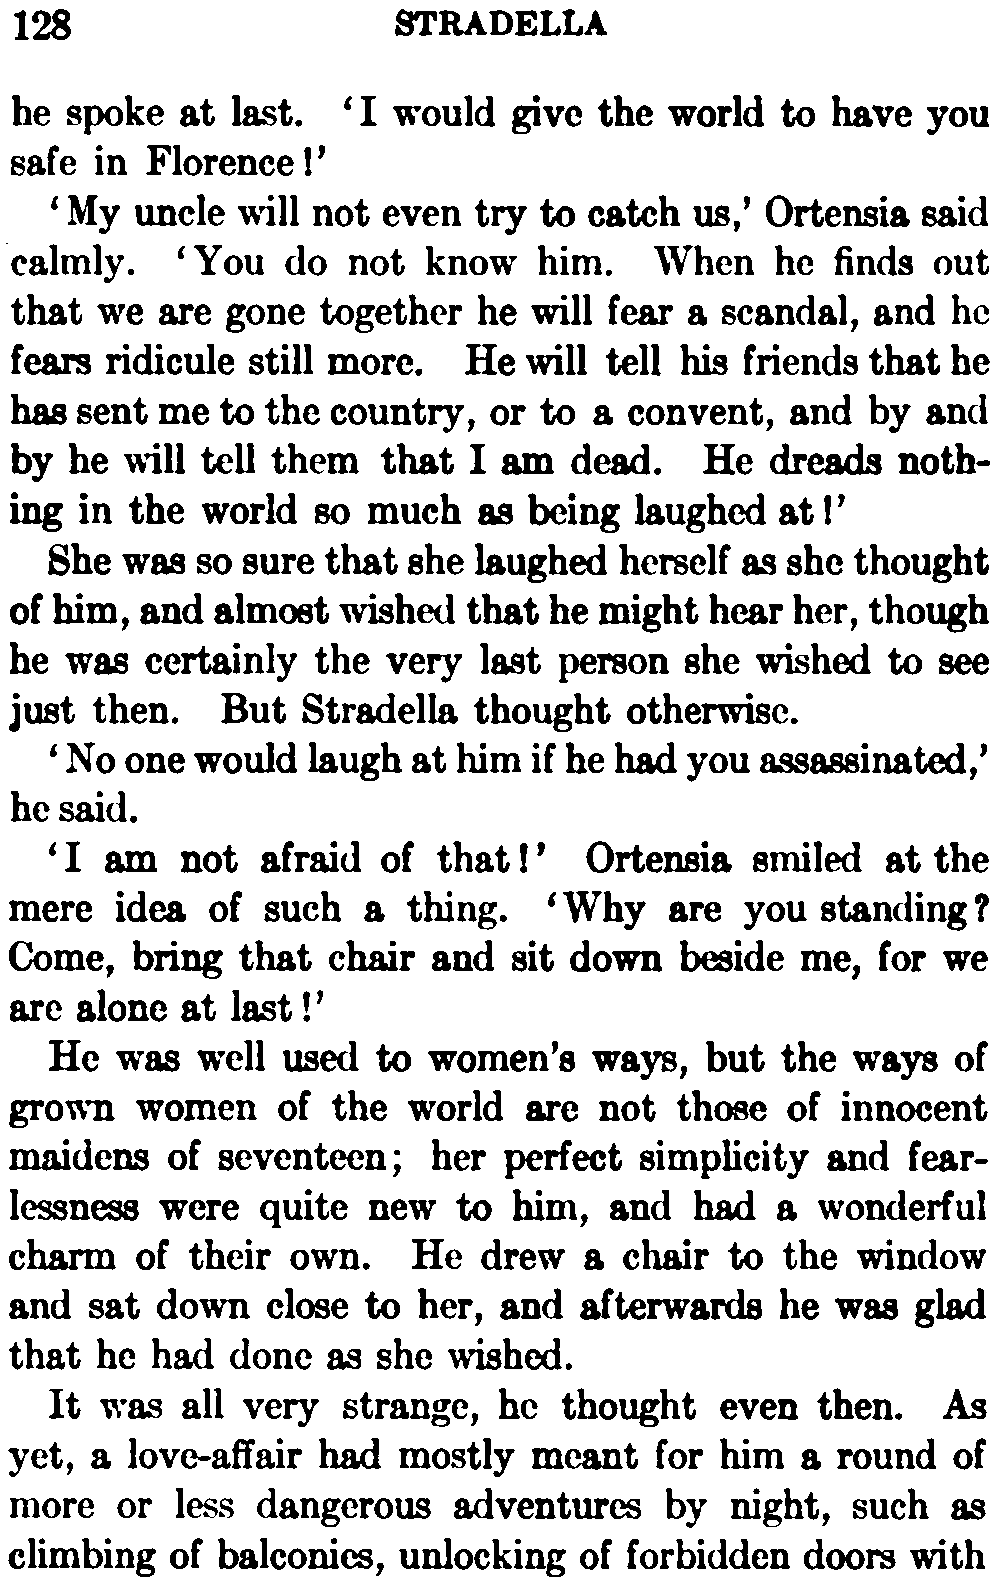 128 STRADELLA
he spoke at last. ‘I would give the world to have you
safe in Florence!’
‘My uncle will not even try to catch us,’ Ortensia said
calmly. ‘You do not know him. When he finds out
that we are gone together he will fear a scandal, and he
fears ridicule still more. He will tell his friends that he
has sent me to the country, or to a convent, and by and
by he will tell them that I am dead. He dreads noth-
ing in the world so much as being laughed at!’
She was so sure that she laughed herself as she thought
of him, and almost wished that he might hear her, though
he was certainly the very last person she wished to see
just then. But Stradella thought otherwise.
‘No one would laugh at him if he had you assassinated,’
he said.
‘I am not afraid of that!’ Ortensia smiled at the
mere idea of such a thing. ‘Why are you standing?
Come, bring that chair and sit down beside me, for we
are alone at last!’
He was well used to women's ways, but the ways of
grown women of the world are not those of innocent
maidens of seventeen; her perfect simplicity and fear-
lessness were quite new to him, and had a wonderful
charm of their own. He drew a chair to the window
and sat down close to her, and afterwards he was glad
that he had done as she wished.
It was all very strange, he thought even then. As
yet, a love-affair had mostly meant for him a round of
more or less dangerous adventures by night, such as
climbing of balconies, unlocking of forbidden doors with